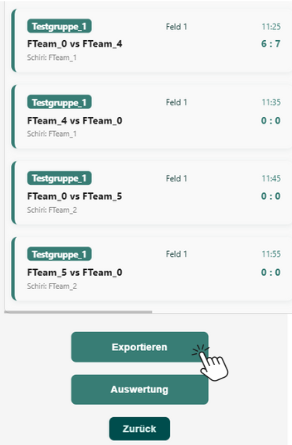 Testgruppe_1 Feld 1 11:25
FTeam_0 vs FTeam_4 6 : 7
Schiri: FTeam_1
Testgruppe_1 Feld 1 11:35
FTeam_4 vs FTeam_0 0 : 0
Schiri: FTeam_1
Testgruppe_1 Feld 1 11:45
FTeam_0 vs FTeam_5 0 : 0
Schiri: FTeam_2
Testgruppe_1 Feld 1 11:55
FTeam_5 vs FTeam_0 0 : 0
Schiri: FTeam_2
Exportieren
Auswertung
Zurück